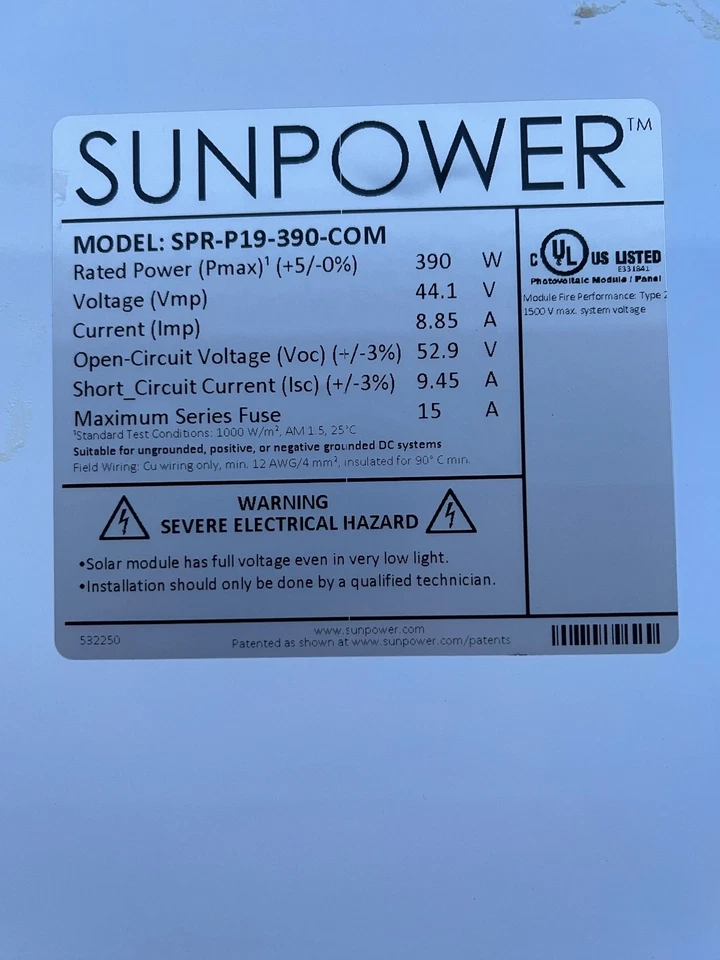 SUNPOWER™
MODEL: SPR-P19-390-COM
Rated Power (Pmax)¹ (+5/-0%) 390 W
Voltage (Vmp) 44.1 V
Current (Imp) 8.85 A
Open-Circuit Voltage (Voc) (+/-3%) 52.9 V
Short_Circuit Current (Isc) (+/-3%) 9.45 A
Maximum Series Fuse 15 A
¹Standard Test Conditions: 1000 W/m², AM 1.5, 25°C
Suitable for ungrounded, positive, or negative grounded DC systems
Field Wiring: Cu wiring only, min. 12 AWG/4 mm², insulated for 90° C min.
C UL US LISTED
E331841
Photovoltaic Module / Panel
Module Fire Performance: Type 2
1500 V max. system voltage
WARNING
SEVERE ELECTRICAL HAZARD
•Solar module has full voltage even in very low light.
•Installation should only be done by a qualified technician.
532250
www.sunpower.com
Patented as shown at www.sunpower.com/patents